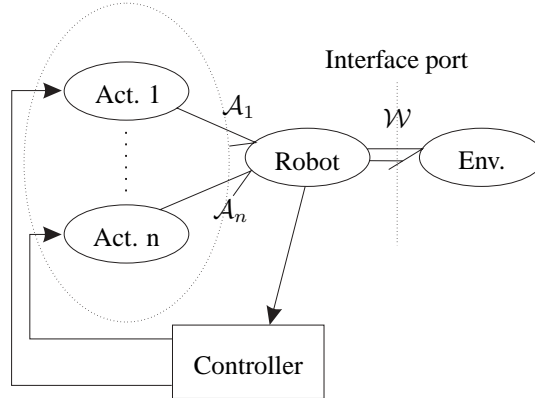 Interface port
Act. 1
𝒜₁
𝒲
Robot
Env.
𝒜ₙ
Act. n
Controller